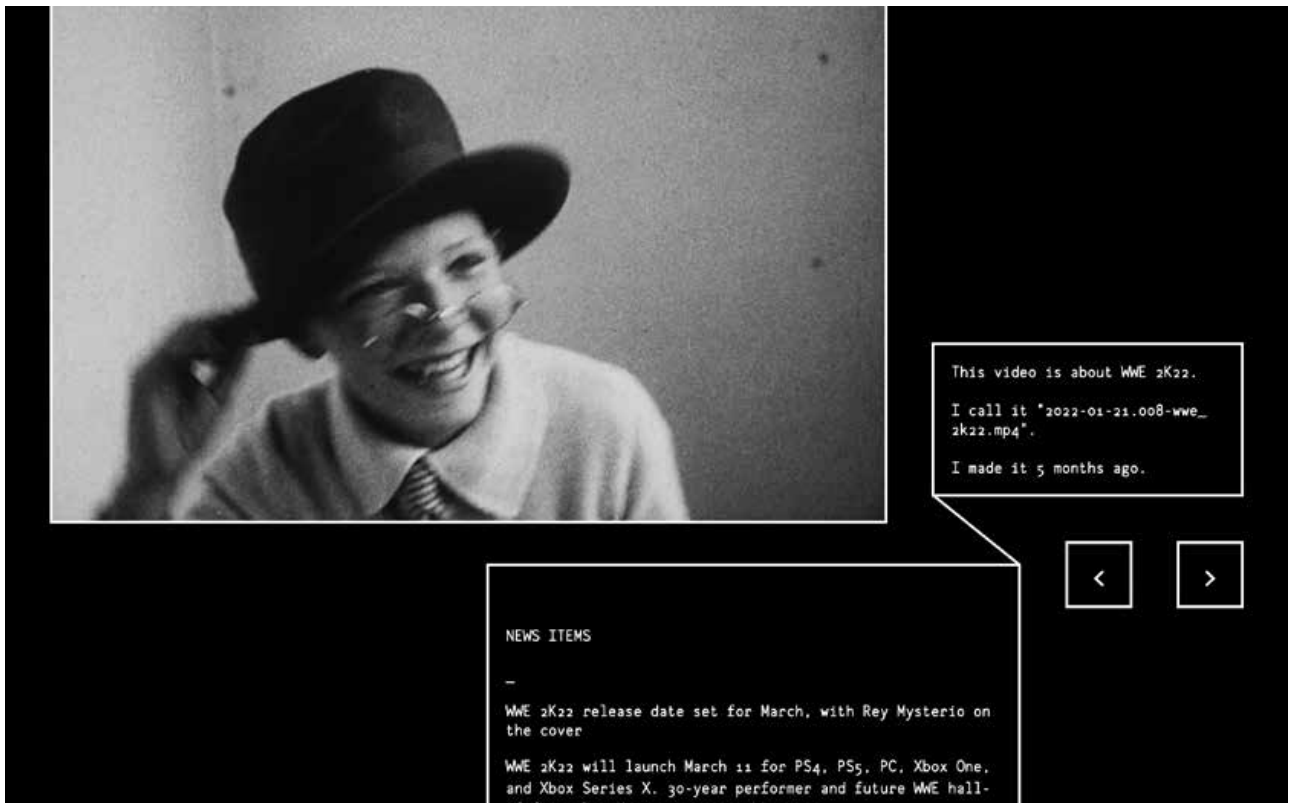 This video is about WWE 2K22.
I call it "2022-01-21.008-wwe_
2k22.mp4".
I made it 5 months ago.
<
>
NEWS ITEMS
—
WWE 2K22 release date set for March, with Rey Mysterio on
the cover
WWE 2K22 will launch March 11 for PS4, PS5, PC, Xbox One,
and Xbox Series X. 30-year performer and future WWE hall-